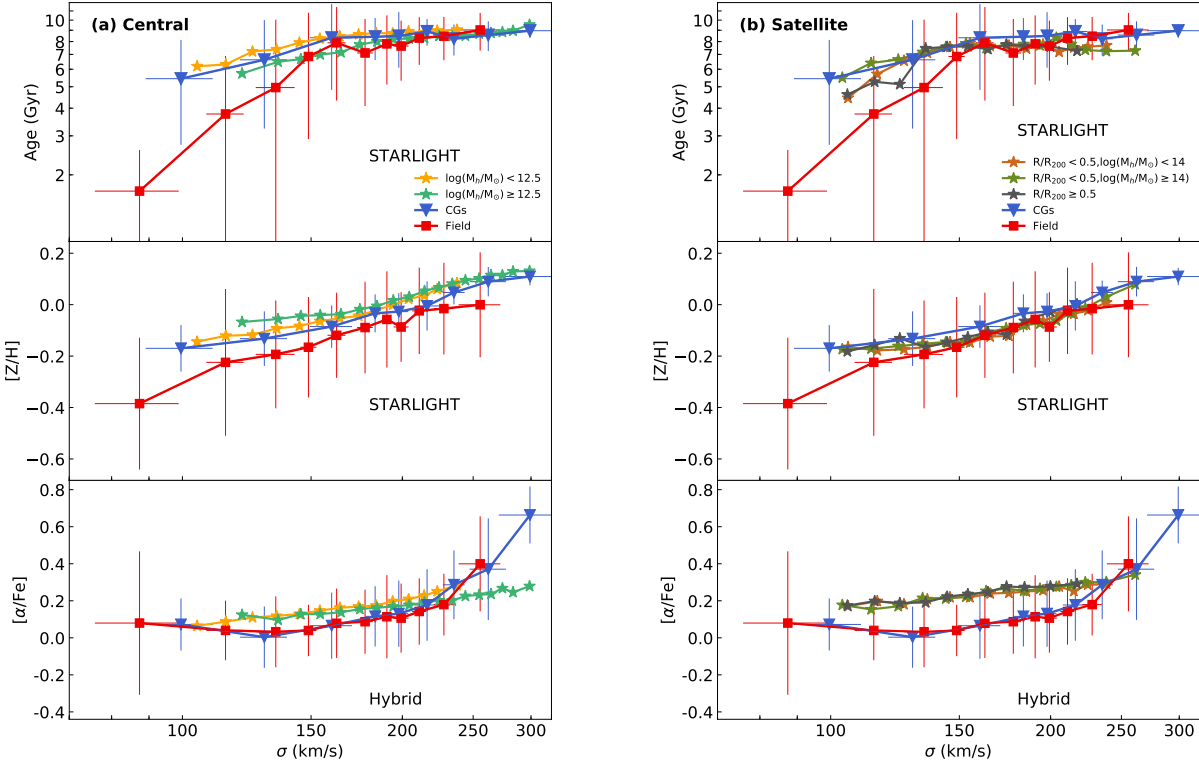 (a) Central
Age (Gyr)
10
9
8
7
6
5
4
3
2
STARLIGHT
log(Mₕ/M⊙) < 12.5
log(Mₕ/M⊙) ≥ 12.5
CGs
Field
[Z/H]
0.2
0.0
−0.2
−0.4
−0.6
STARLIGHT
[α/Fe]
0.8
0.6
0.4
0.2
0.0
-0.2
-0.4
Hybrid
100
150
200
250
300
σ (km/s)
(b) Satellite
Age (Gyr)
10
9
8
7
6
5
4
3
2
STARLIGHT
R/R₂₀₀ < 0.5,log(Mₕ/M⊙) < 14
R/R₂₀₀ < 0.5,log(Mₕ/M⊙ ≥ 14)
R/R₂₀₀ ≥ 0.5
CGs
Field
[Z/H]
0.2
0.0
−0.2
−0.4
−0.6
STARLIGHT
[α/Fe]
0.8
0.6
0.4
0.2
0.0
-0.2
-0.4
Hybrid
100
150
200
250
300
σ (km/s)